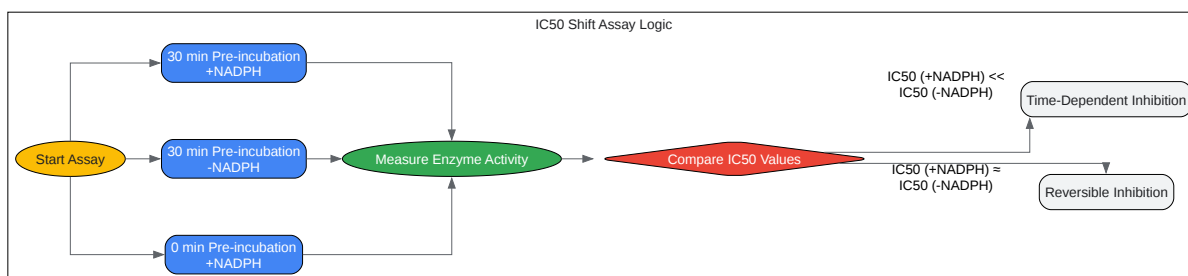 IC50 Shift Assay Logic
30 min Pre-incubation
+NADPH
IC50 (+NADPH) <<
IC50 (-NADPH)
Time-Dependent Inhibition
Start Assay
30 min Pre-incubation
-NADPH
Measure Enzyme Activity
Compare IC50 Values
IC50 (+NADPH) ≈
IC50 (-NADPH)
Reversible Inhibition
0 min Pre-incubation
+NADPH